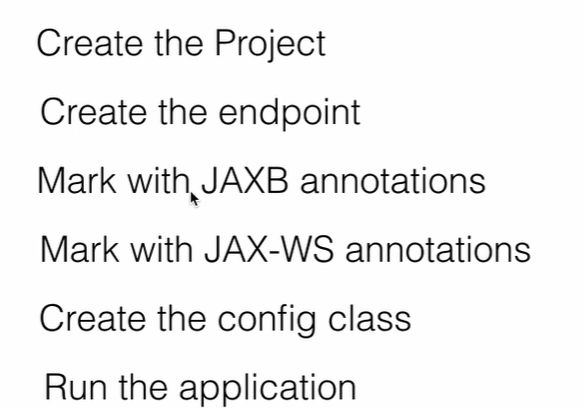 Create the Project
Create the endpoint
Mark with JAXB annotations
Mark with JAX-WS annotations
Create the config class
Run the application